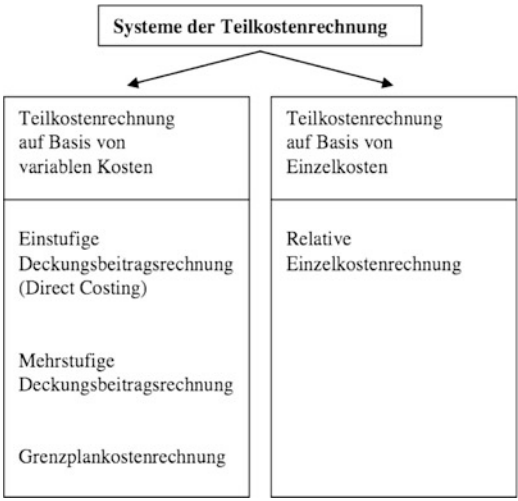 Systeme der Teilkostenrechnung
Teilkostenrechnung
auf Basis von
variablen Kosten
Einstufige
Deckungsbeitragsrechnung
(Direct Costing)
Mehrstufige
Deckungsbeitragsrechnung
Grenzplankostenrechnung
Teilkostenrechnung
auf Basis von
Einzelkosten
Relative
Einzelkostenrechnung